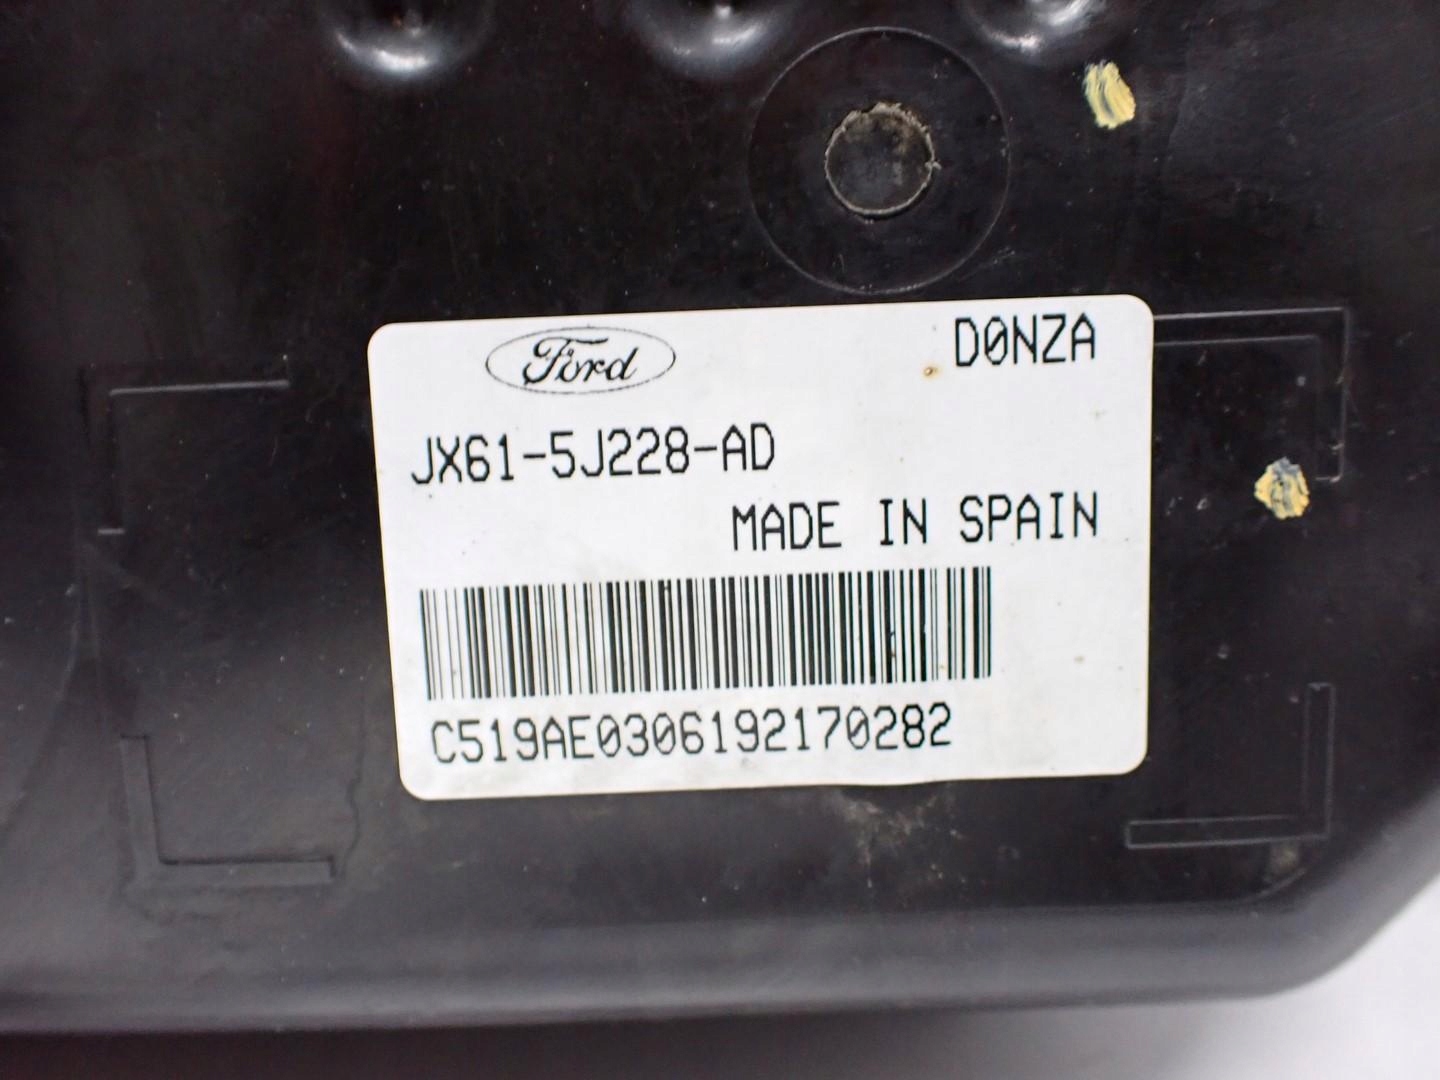 Ford
D0NZA
JX61-5J228-AD
MADE IN SPAIN
C519AE0306192170282